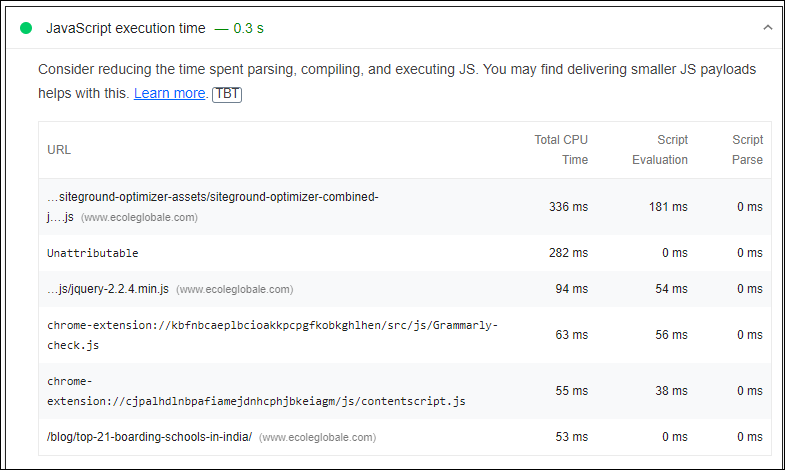 JavaScript execution time — 0.3 s
Consider reducing the time spent parsing, compiling, and executing JS. You may find delivering smaller JS payloads
helps with this. Learn more. TBT
URL
Total CPU
Time
Script
Evaluation
Script
Parse
…siteground-optimizer-assets/siteground-optimizer-combined-
j….js (www.ecoleglobale.com)
336 ms 181 ms 0 ms
Unattributable 282 ms 0 ms 0 ms
…js/jquery-2.2.4.min.js (www.ecoleglobale.com) 94 ms 54 ms 0 ms
chrome-extension://kbfnbcaeplbcioakkpcpgfkobkghlhen/src/js/Grammarly-
check.js
63 ms 56 ms 0 ms
chrome-
extension://cjpalhdlnbpafiamejdnhcphjbkeiagm/js/contentscript.js
55 ms 38 ms 0 ms
/blog/top-21-boarding-schools-in-india/ (www.ecoleglobale.com) 53 ms 0 ms 0 ms